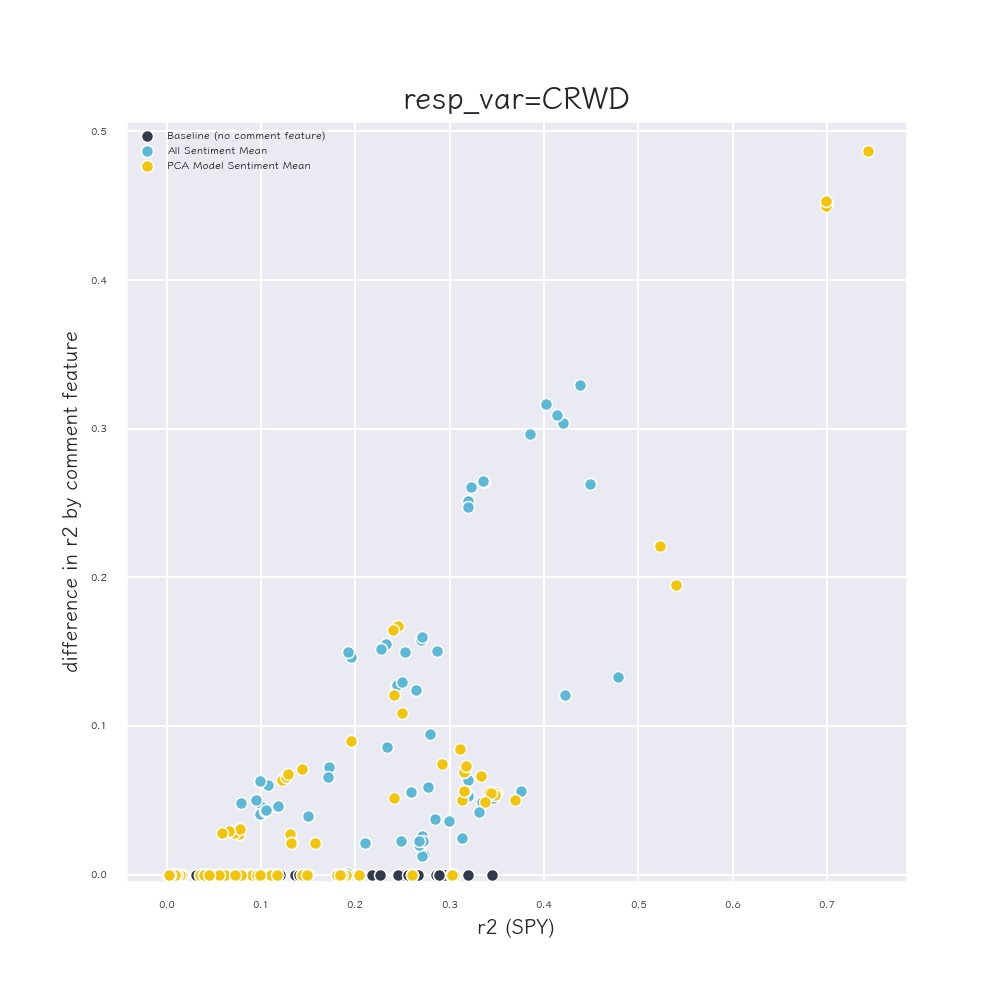 resp_var=CRWD
Baseline (no comment feature)
All Sentiment Mean
PCA Model Sentiment Mean
difference in r2 by comment feature
0.5
0.4
0.3
0.2
0.1
0.0
0.0 0.1 0.2 0.3 0.4 0.5 0.6 0.7
r2 (SPY)